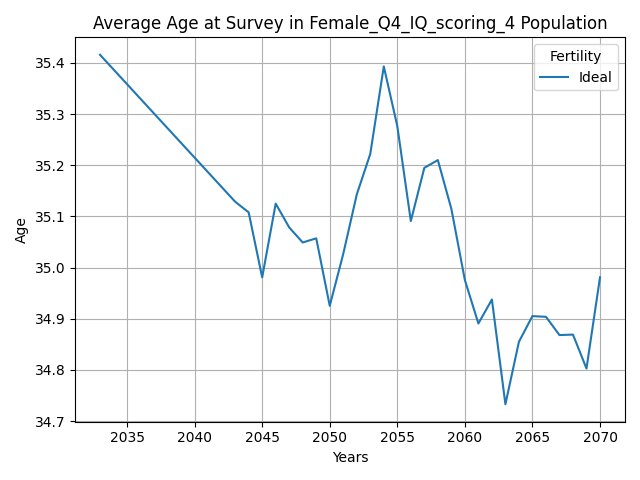 Average Age at Survey in Female_Q4_IQ_scoring_4 Population
Fertility
Ideal
35.4
35.3
35.2
35.1
35.0
34.9
34.8
34.7
Age
2035 2040 2045 2050 2055 2060 2065 2070
Years